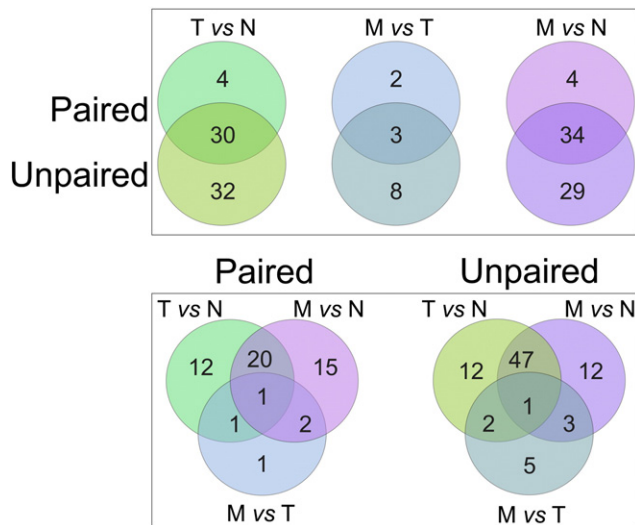 T vs N M vs T M vs N
4 2 4
Paired
30 3 34
Unpaired
32 8 29
Paired Unpaired
T vs N M vs N T vs N M vs N
12 20 15 12 47 12
1 1
1 2 2 3
1 5
M vs T M vs T